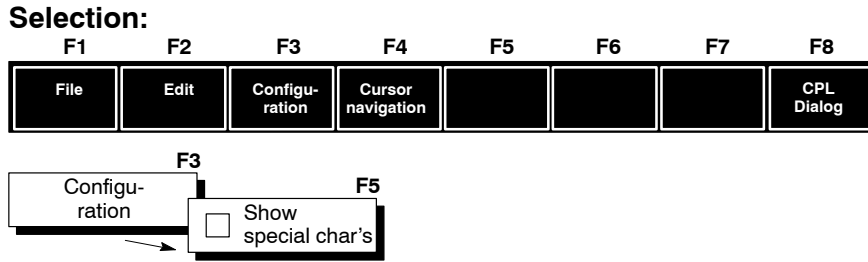 Selection:
F1 F2 F3 F4 F5 F6 F7 F8
File Edit Configu- Cursor CPL
ration navigation Dialog
F3
Configu-
ration
F5
Show
special char's